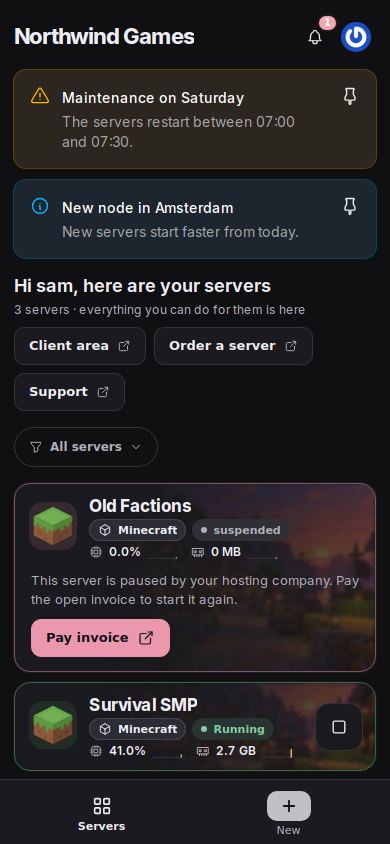 Northwind Games
1
Maintenance on Saturday
The servers restart between 07:00
and 07:30.
New node in Amsterdam
New servers start faster from today.
Hi sam, here are your servers
3 servers · everything you can do for them is here
Client area
Order a server
Support
All servers
Old Factions
Minecraft
suspended
0.0%
0 MB
This server is paused by your hosting company. Pay
the open invoice to start it again.
Pay invoice
Survival SMP
Minecraft
Running
41.0%
2.7 GB
Servers
New